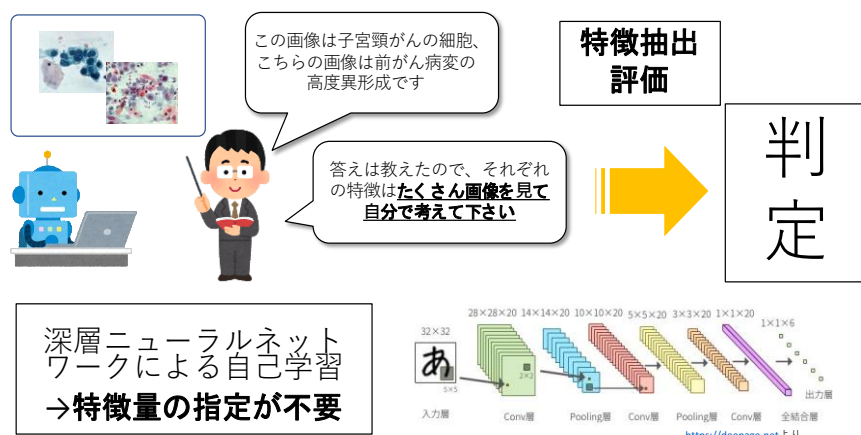 この画像は子宮頸がんの細胞、
こちらの画像は前がん病変の
高度異形成です
特徴抽出
評価
答えは教えたので、それぞれ
の特徴はたくさん画像を見て
自分で考えて下さい
判
定
深層ニューラルネット
ワークによる自己学習
→特徴量の指定が不要
28×28×20 14×14×20 10×10×20 5×5×20 3×3×20 1×1×20
32×32
1×1×6
あ
2×2
5×5
出力層
入力層 Conv層 Pooling層 Conv層 Pooling層 Conv層 全結合層
https://deepage.net より